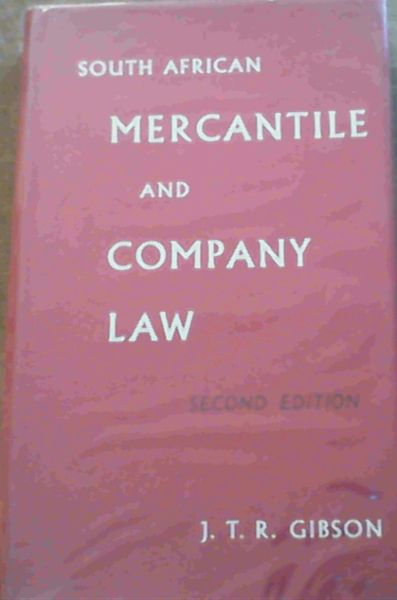 SOUTH AFRICAN
MERCANTILE
AND
COMPANY
LAW
SECOND EDITION
J. T. R. GIBSON